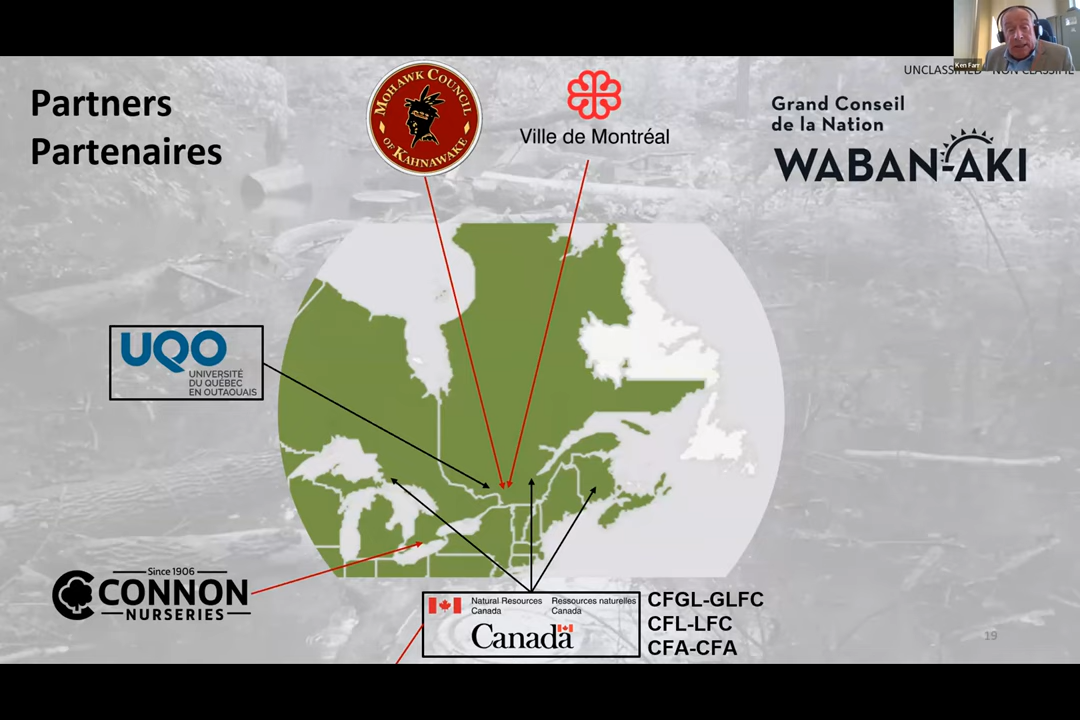 Ken Farr
UNCLASSIFIED - NON CLASSIFIÉ
Partners
Partenaires
MOHAWK COUNCIL
OF KAHNAWAKE
Ville de Montréal
Grand Conseil
de la Nation
WABAN-AKI
UQO
UNIVERSITÉ
DU QUÉBEC
EN OUTAOUAIS
Since 1906
CONNON
NURSERIES
Natural Resources
Canada
Ressources naturelles
Canada
Canada
CFGL-GLFC
CFL-LFC
CFA-CFA
19